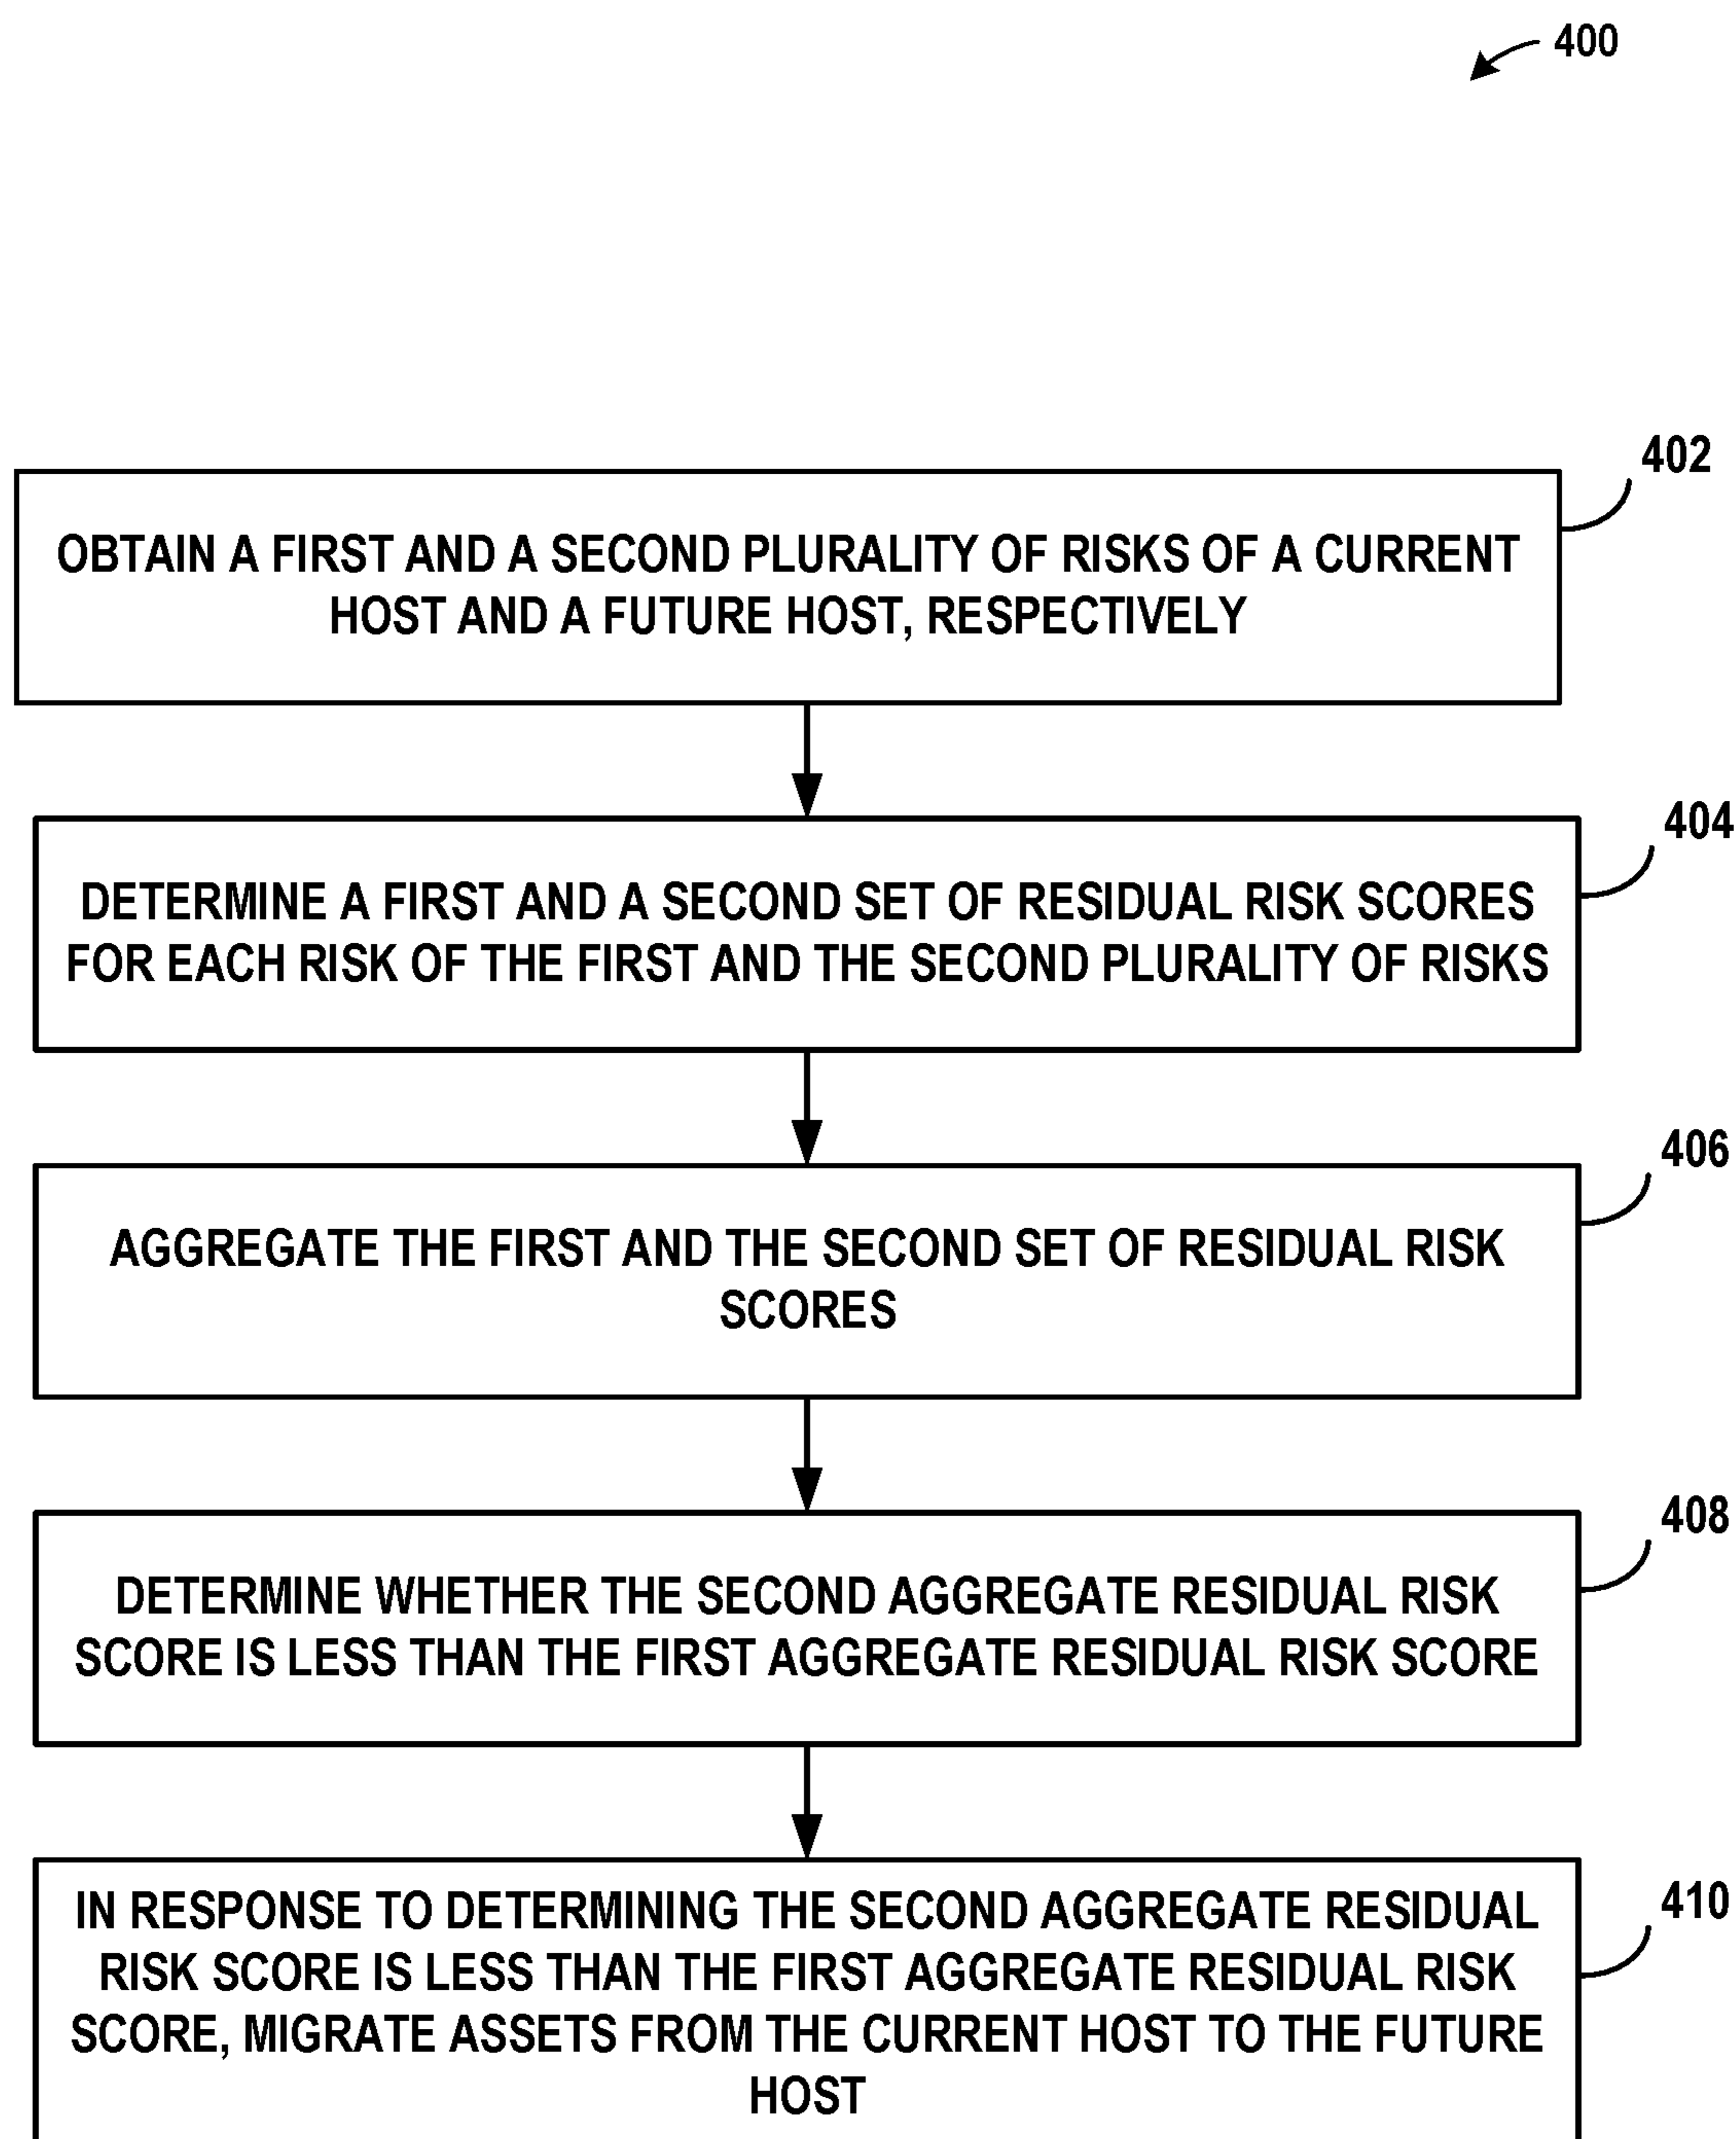 400
402
OBTAIN A FIRST AND A SECOND PLURALITY OF RISKS OF A CURRENT
HOST AND A FUTURE HOST, RESPECTIVELY
404
DETERMINE A FIRST AND A SECOND SET OF RESIDUAL RISK SCORES
FOR EACH RISK OF THE FIRST AND THE SECOND PLURALITY OF RISKS
406
AGGREGATE THE FIRST AND THE SECOND SET OF RESIDUAL RISK
SCORES
408
DETERMINE WHETHER THE SECOND AGGREGATE RESIDUAL RISK
SCORE IS LESS THAN THE FIRST AGGREGATE RESIDUAL RISK SCORE
410
IN RESPONSE TO DETERMINING THE SECOND AGGREGATE RESIDUAL
RISK SCORE IS LESS THAN THE FIRST AGGREGATE RESIDUAL RISK
SCORE, MIGRATE ASSETS FROM THE CURRENT HOST TO THE FUTURE
HOST